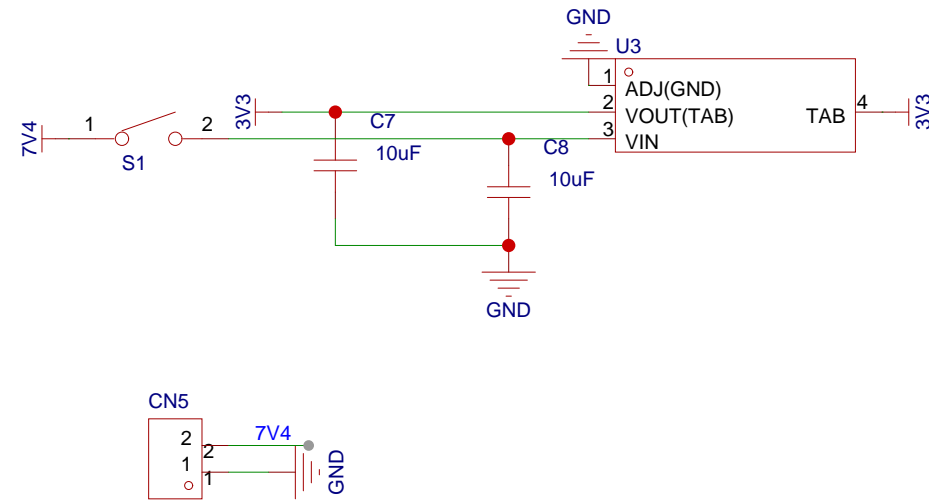 GND
U3
1
ADJ(GND)
3V3
C7
2
VOUT(TAB)
TAB
4
3V3
7V4
1
2
S1
10uF
C8
3
VIN
10uF
GND
CN5
2
2
7V4
1
1
GND